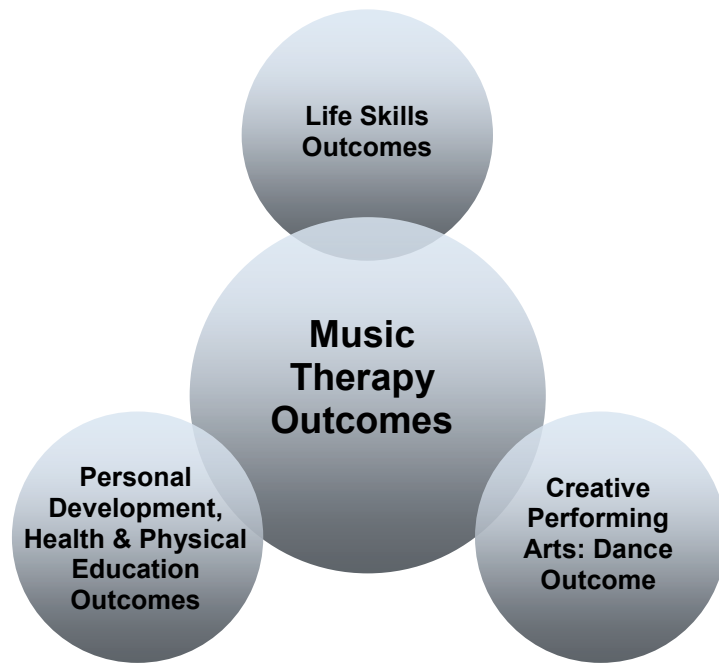 Life Skills
Outcomes
Music
Therapy
Outcomes
Personal
Development,
Health & Physical
Education
Outcomes
Creative
Performing
Arts: Dance
Outcome